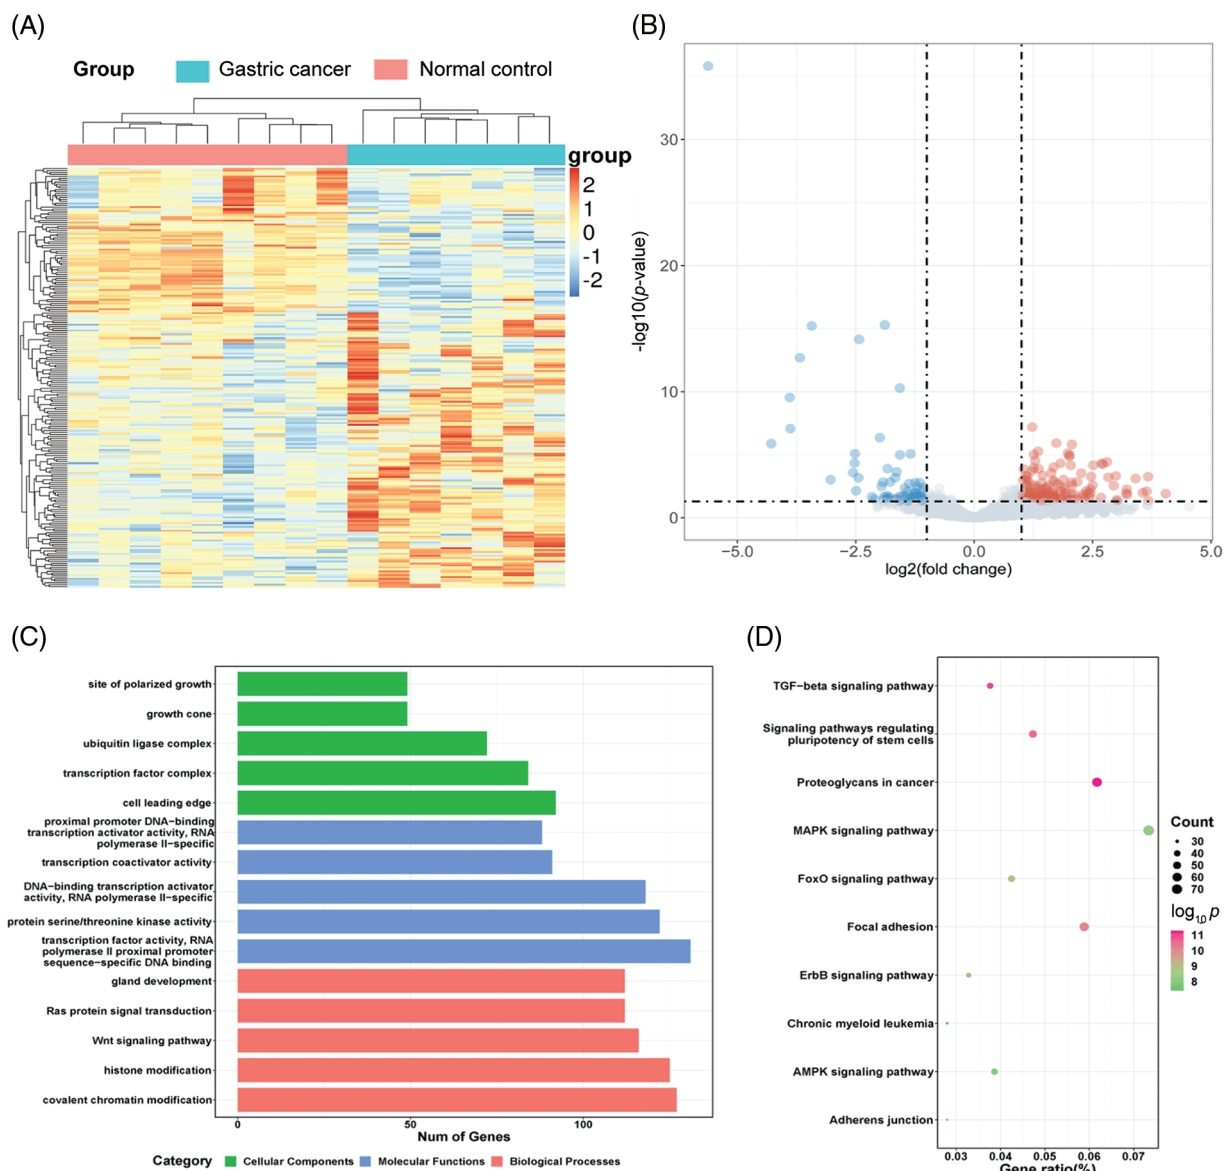 (A)
Group Gastric cancer Normal control
group
2
1
0
-1
-2
(B)
-log10(p-value)
30
20
10
0
−5.0 −2.5 0.0 2.5 5.0
log2(fold change)
(C)
site of polarized growth
growth cone
ubiquitin ligase complex
transcription factor complex
cell leading edge
proximal promoter DNA−binding
transcription activator activity, RNA
polymerase II−specific
transcription coactivator activity
DNA−binding transcription activator
activity, RNA polymerase II−specific
protein serine/threonine kinase activity
transcription factor activity, RNA
polymerase II proximal promoter
sequence−specific DNA binding
gland development
Ras protein signal transduction
Wnt signaling pathway
histone modification
covalent chromatin modification
0 50 100
Num of Genes
Category Cellular Components Molecular Functions Biological Processes
(D)
TGF−beta signaling pathway
Signaling pathways regulating
pluripotency of stem cells
Proteoglycans in cancer
MAPK signaling pathway
FoxO signaling pathway
Focal adhesion
ErbB signaling pathway
Chronic myeloid leukemia
AMPK signaling pathway
Adherens junction
0.03 0.04 0.05 0.06 0.07
Gene ratio(%)
Count
30
40
50
60
70
log10 p
11
10
9
8